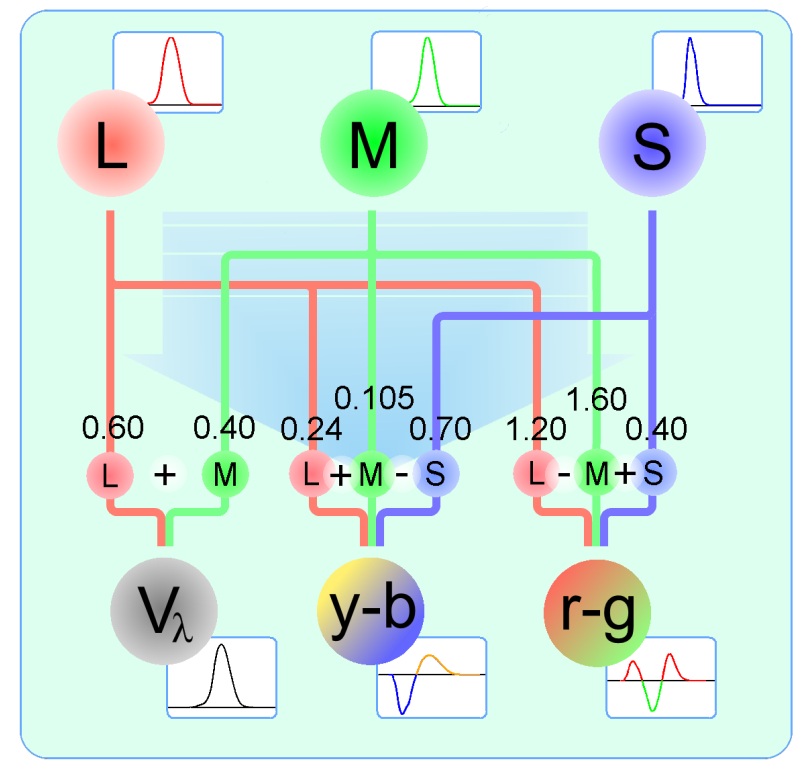 L M S
0.105 1.60
0.60 0.40 0.24 0.70 1.20 0.40
L + M L+M-S L-M+S
Vλ y-b r-g